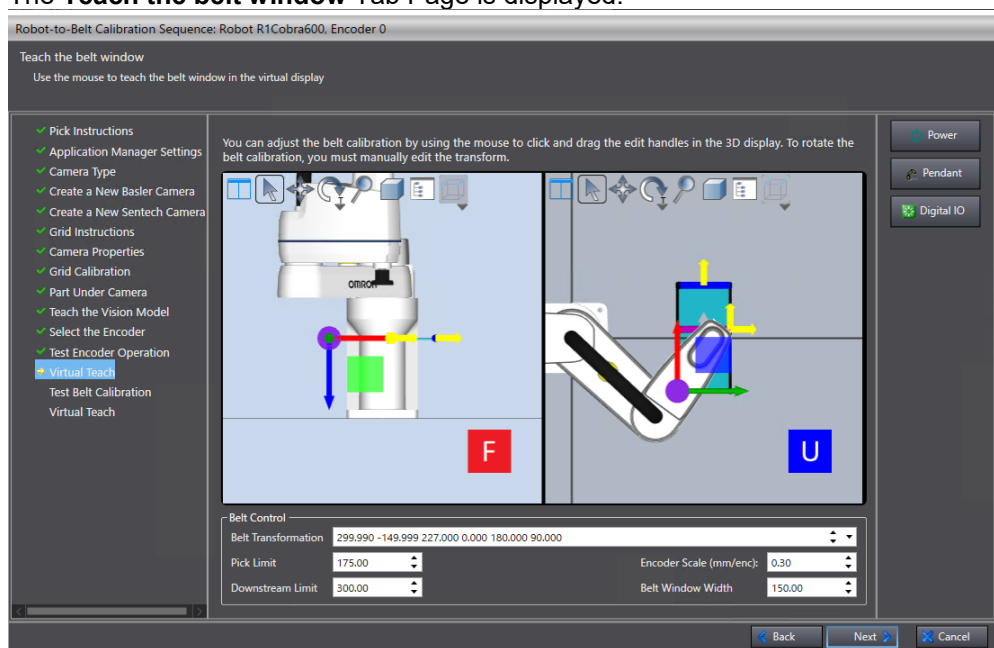 The Teach the belt window Tab Page is displayed.
Robot-to-Belt Calibration Sequence: Robot R1Cobra600, Encoder 0
Teach the belt window
Use the mouse to teach the belt window in the virtual display
Pick Instructions
Application Manager Settings
Camera Type
Create a New Basler Camera
Create a New Sentech Camera
Grid Instructions
Camera Properties
Grid Calibration
Part Under Camera
Teach the Vision Model
Select the Encoder
Test Encoder Operation
Virtual Teach
Test Belt Calibration
Virtual Teach
You can adjust the belt calibration by using the mouse to click and drag the edit handles in the 3D display. To rotate the
belt calibration, you must manually edit the transform.
OMRON
F
U
Belt Control
Belt Transformation 299.990 -149.999 227.000 0.000 180.000 90.000
Pick Limit 175.00 Encoder Scale (mm/enc): 0.30
Downstream Limit 300.00 Belt Window Width 150.00
Power
Pendant
Digital IO
Back Next Cancel